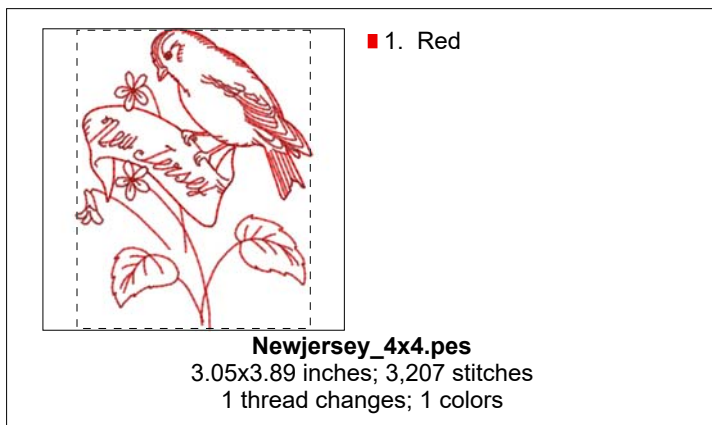 1. Red
New Jersey
Newjersey_4x4.pes
3.05x3.89 inches; 3,207 stitches
1 thread changes; 1 colors